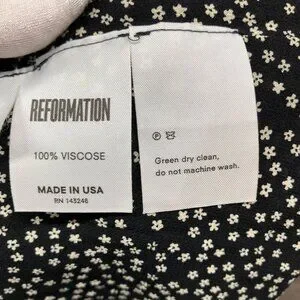 REFORMATION
100% VISCOSE
MADE IN USA
RN 143246
P
Green dry clean,
do not machine wash.